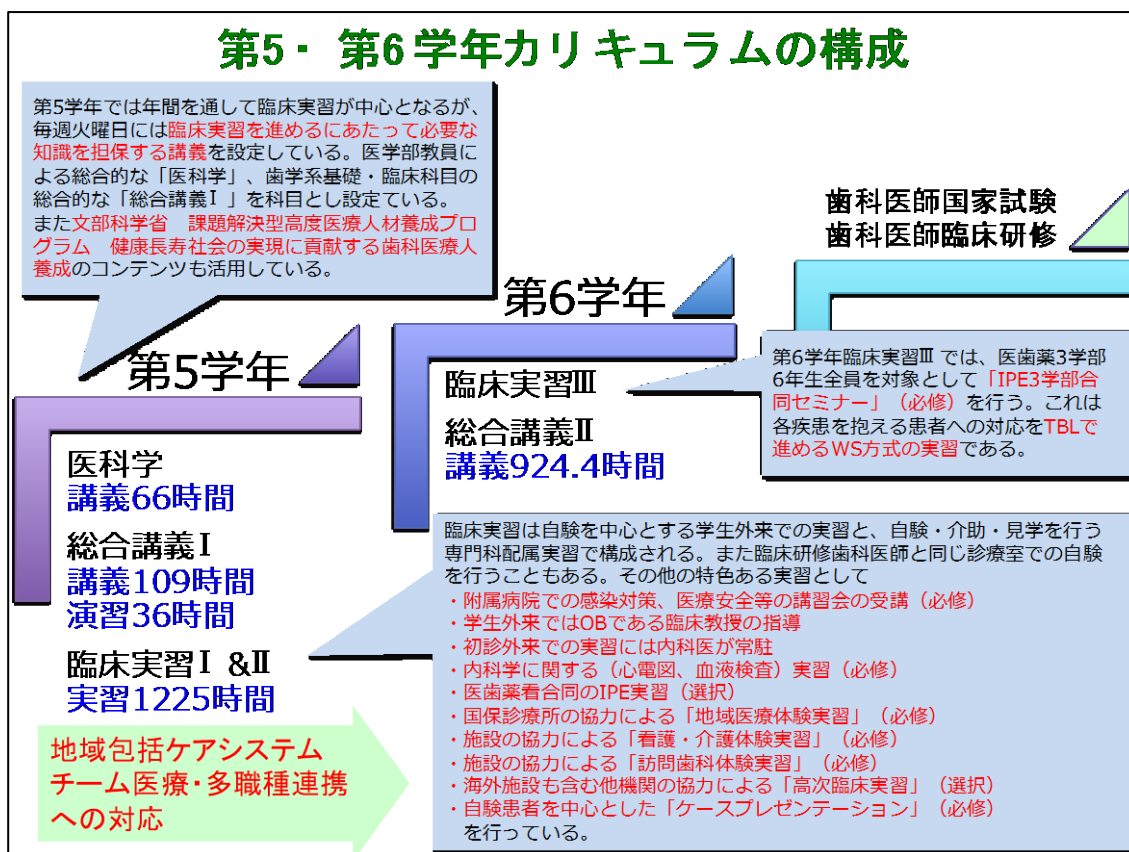 第5・第6学年カリキュラムの構成
第5学年では年間を通して臨床実習が中心となるが、
毎週火曜日には臨床実習を進めるにあたって必要な
知識を担保する講義を設定している。医学部教員に
よる総合的な「医科学」、歯学系基礎・臨床科目の
総合的な「総合講義Ⅰ」を科目とし設定ている。
また文部科学省　課題解決型高度医療人材養成プロ
グラム　健康長寿社会の実現に貢献する歯科医療人
養成のコンテンツも活用している。
歯科医師国家試験
歯科医師臨床研修
第6学年
第5学年
臨床実習Ⅲ
総合講義Ⅱ
講義924.4時間
第6学年臨床実習Ⅲ では、医歯薬3学部
6年生全員を対象として「IPE3学部合
同セミナー」（必修）を行う。これは
各疾患を抱える患者への対応をTBLで
進めるWS方式の実習である。
医科学
講義66時間
総合講義Ⅰ
講義109時間
演習36時間
臨床実習Ⅰ &Ⅱ
実習1225時間
臨床実習は自験を中心とする学生外来での実習と、自験・介助・見学を行う
専門科配属実習で構成される。また臨床研修歯科医師と同じ診療室での自験
を行うこともある。その他の特色ある実習として
・附属病院での感染対策、医療安全等の講習会の受講（必修）
・学生外来ではOBである臨床教授の指導
・初診外来での実習には内科医が常駐
・内科学に関する（心電図、血液検査）実習（必修）
・医歯薬看合同のIPE実習（選択）
・国保診療所の協力による「地域医療体験実習」（必修）
・施設の協力による「看護・介護体験実習」（必修）
・施設の協力による「訪問歯科体験実習」（必修）
・海外施設も含む他機関の協力による「高次臨床実習」（選択）
・自験患者を中心とした「ケースプレゼンテーション」（必修）
を行っている。
地域包括ケアシステム
チーム医療・多職種連携
への対応